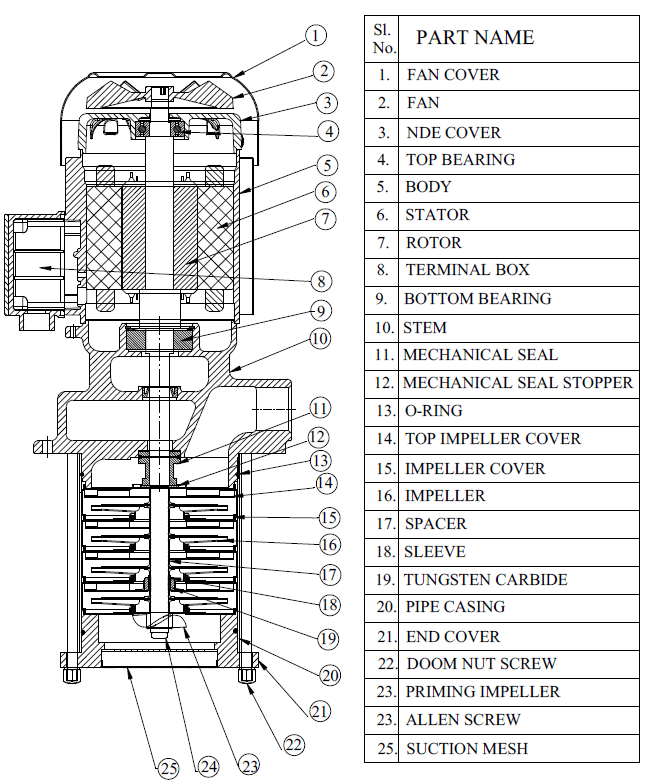 Sl. No. PART NAME
1. FAN COVER
2. FAN
3. NDE COVER
4. TOP BEARING
5. BODY
6. STATOR
7. ROTOR
8. TERMINAL BOX
9. BOTTOM BEARING
10. STEM
11. MECHANICAL SEAL
12. MECHANICAL SEAL STOPPER
13. O-RING
14. TOP IMPELLER COVER
15. IMPELLER COVER
16. IMPELLER
17. SPACER
18. SLEEVE
19. TUNGSTEN CARBIDE
20. PIPE CASING
21. END COVER
22. DOOM NUT SCREW
23. PRIMING IMPELLER
23. ALLEN SCREW
25. SUCTION MESH
1
2
3
4
5
6
7
8
9
10
11
12
13
14
15
16
17
18
19
20
21
22
23
24
25